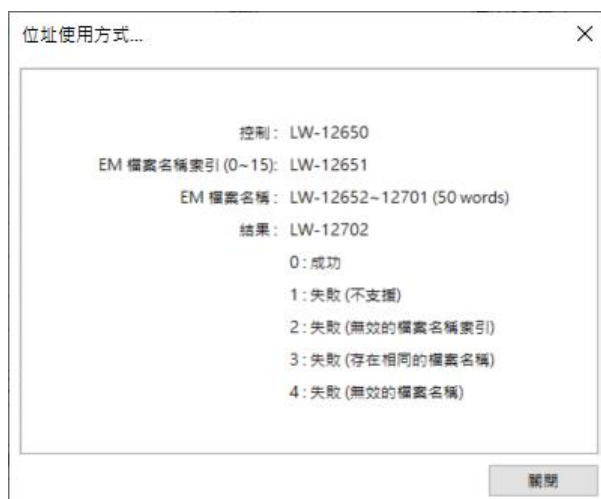 位址使用方式...
控制： LW-12650
EM 檔案名稱索引 (0~15): LW-12651
EM 檔案名稱： LW-12652~12701 (50 words)
結果： LW-12702
0 : 成功
1 : 失敗 (不支援)
2 : 失敗 (無效的檔案名稱索引)
3 : 失敗 (存在相同的檔案名稱)
4 : 失敗 (無效的檔案名稱)
關閉